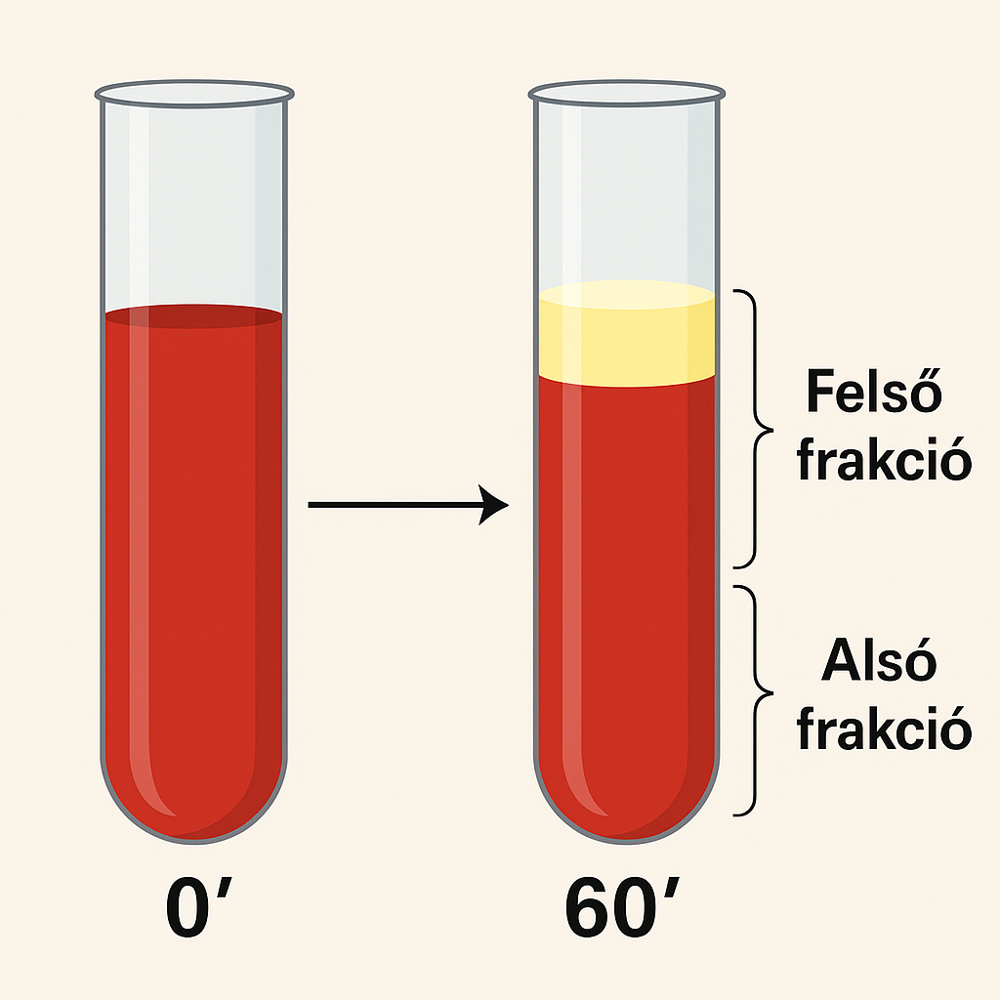 Felső
frakció
Alsó
frakció
0′
60′